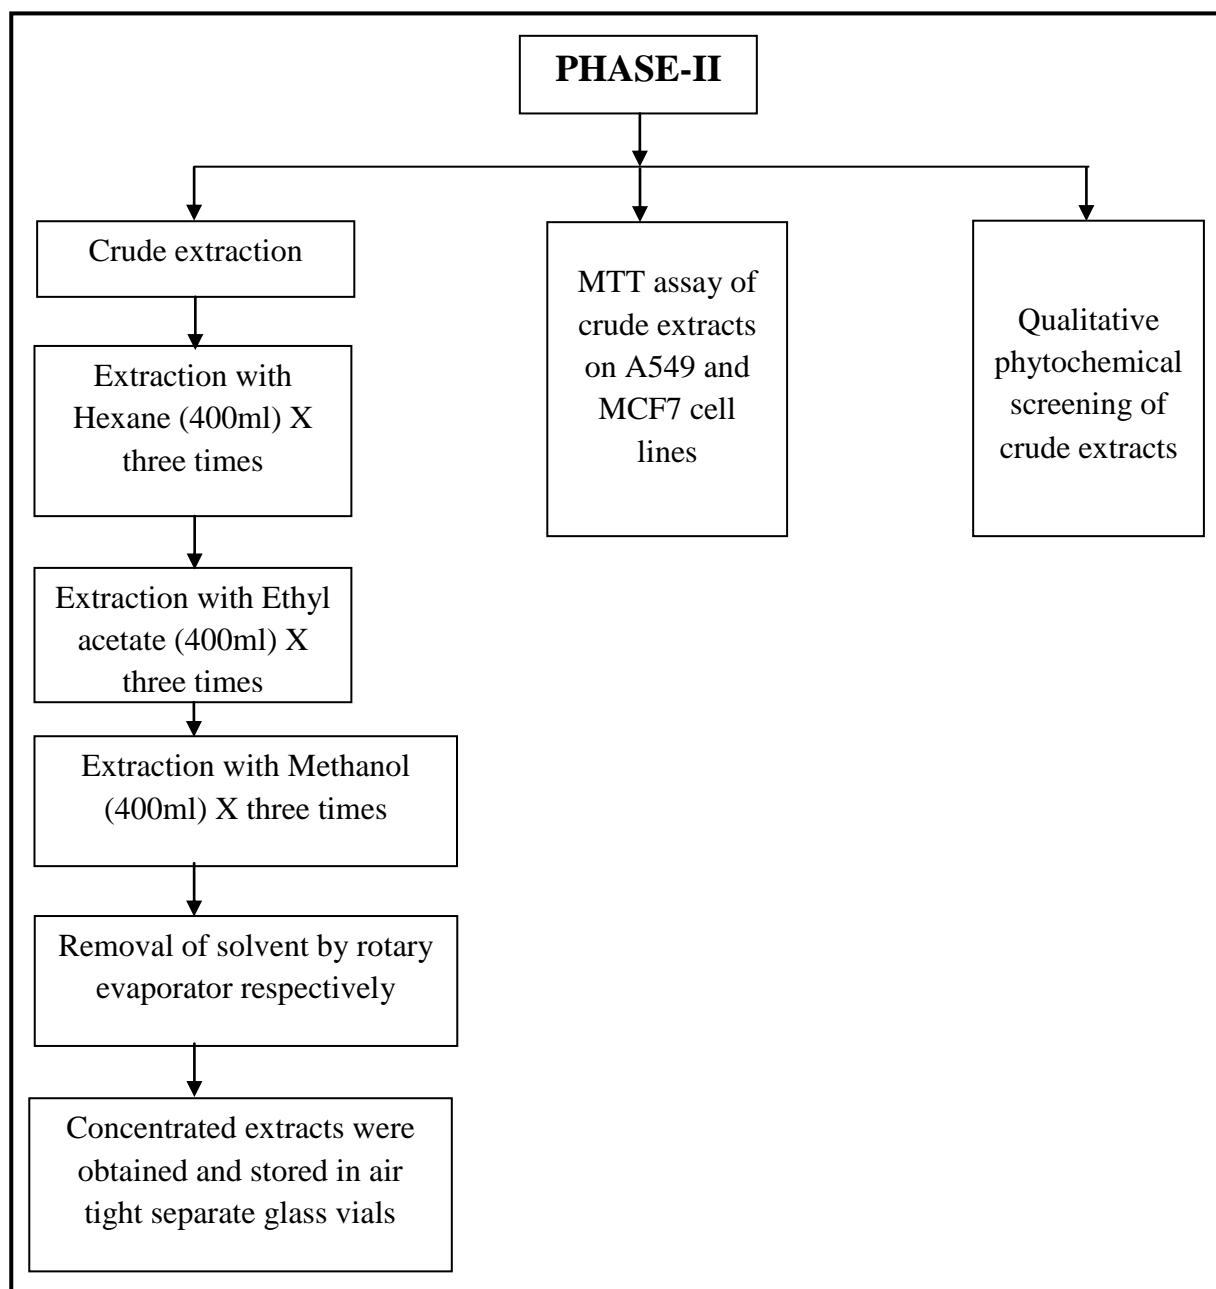 PHASE-II
Crude extraction
Extraction with
Hexane (400ml) X
three times
Extraction with Ethyl
acetate (400ml) X
three times
Extraction with Methanol
(400ml) X three times
Removal of solvent by rotary
evaporator respectively
Concentrated extracts were
obtained and stored in air
tight separate glass vials
MTT assay of
crude extracts
on A549 and
MCF7 cell
lines
Qualitative
phytochemical
screening of
crude extracts